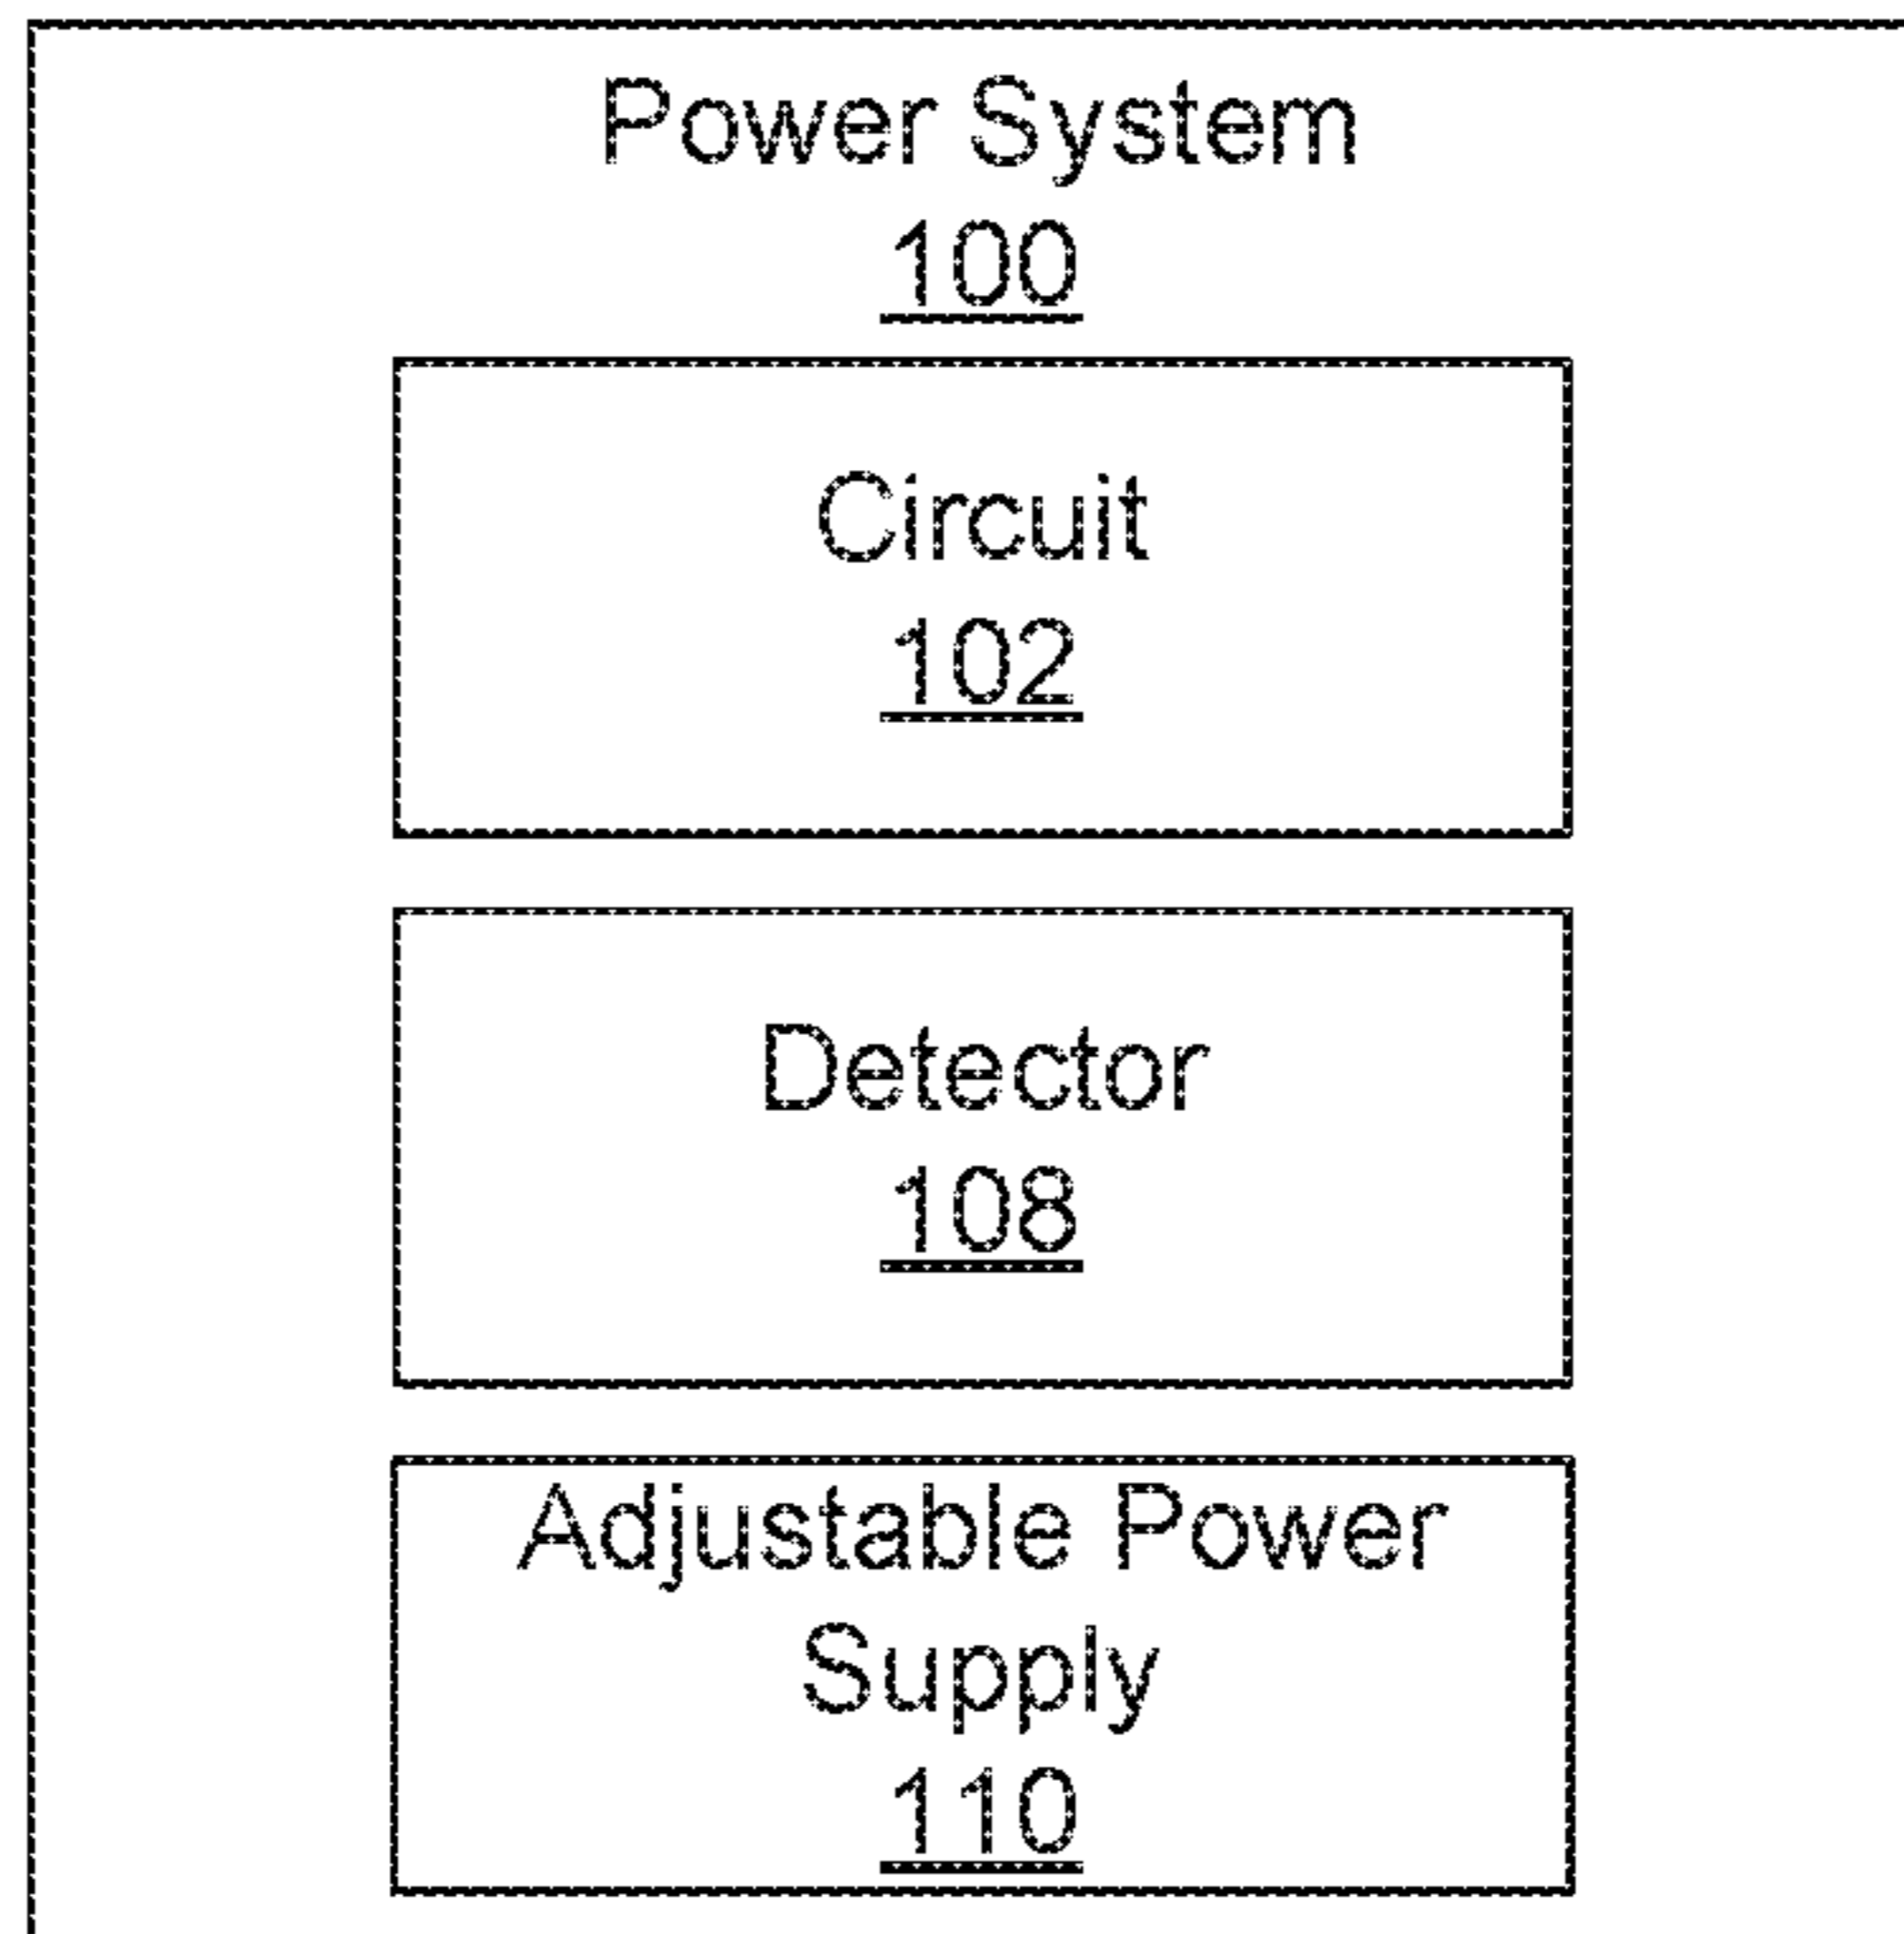 Power System
100
Circuit
102
Detector
108
Adjustable Power
Supply
110